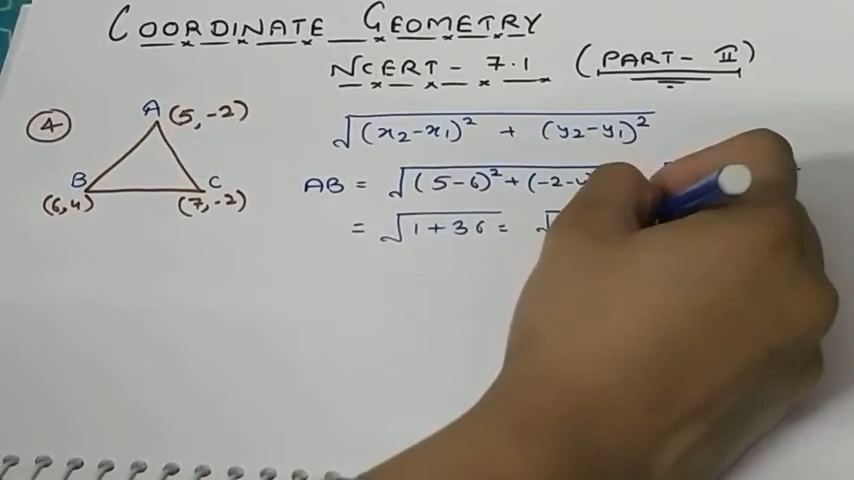 COORDINATE GEOMETRY
NCERT - 7.1 (PART - II)
④
A (5, -2)
√(x₂-x₁)² + (y₂-y₁)²
B
(6,4)
C
(7,-2)
AB = √(5-6)² + (-2-4)
= √1+36 = √